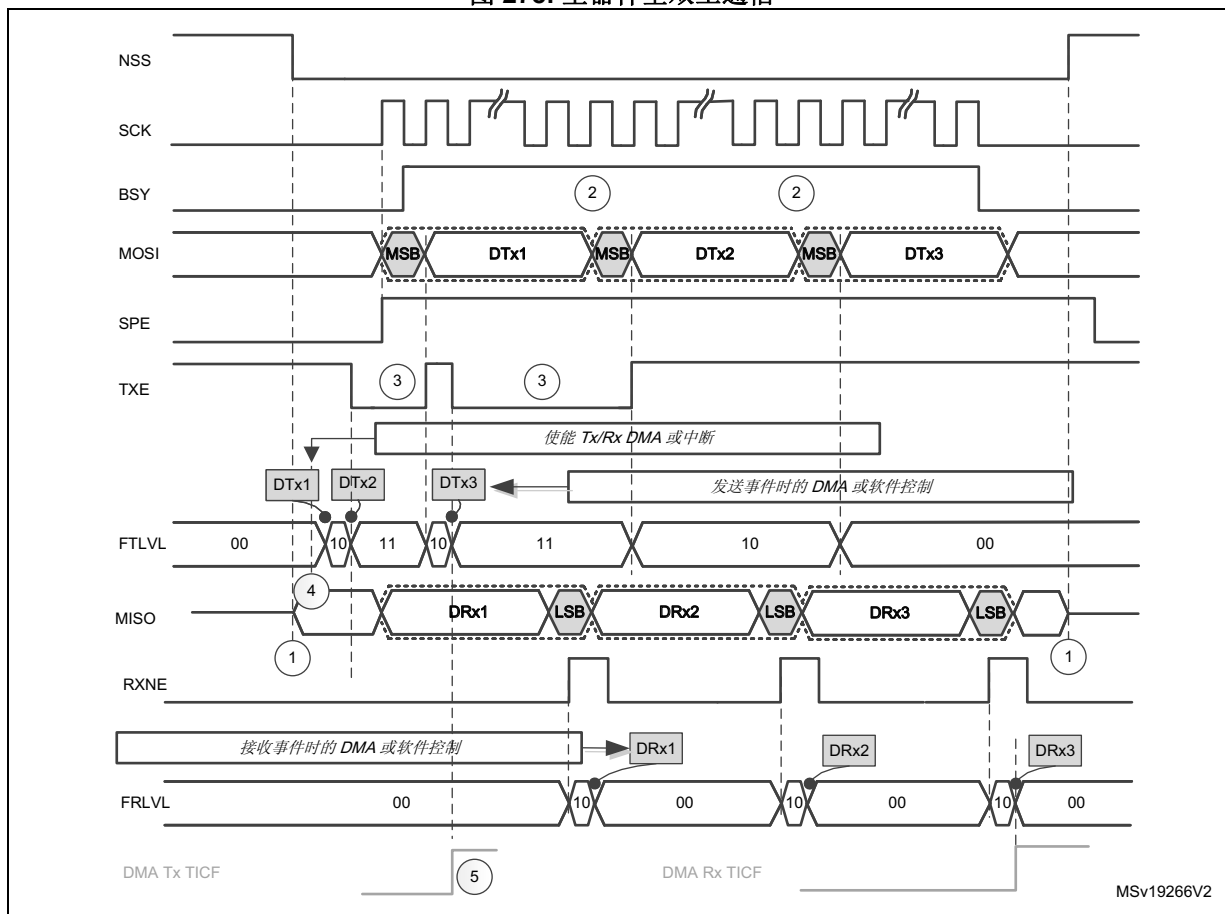 NSS
SCK
BSY
2 2
MOSI
MSB DTx1 MSB DTx2 MSB DTx3
SPE
TXE
3 3
使能 Tx/Rx DMA 或中断
DTx1 DTx2 DTx3 发送事件时的 DMA 或软件控制
FTLVL 00 10 11 10 11 10 00
4
MISO DRx1 LSB DRx2 LSB DRx3 LSB
1 1
RXNE
接收事件时的 DMA 或软件控制 DRx1 DRx2 DRx3
FRLVL 00 10 00 10 00 10 00
DMA Tx TICF 5 DMA Rx TICF
MSv19266V2